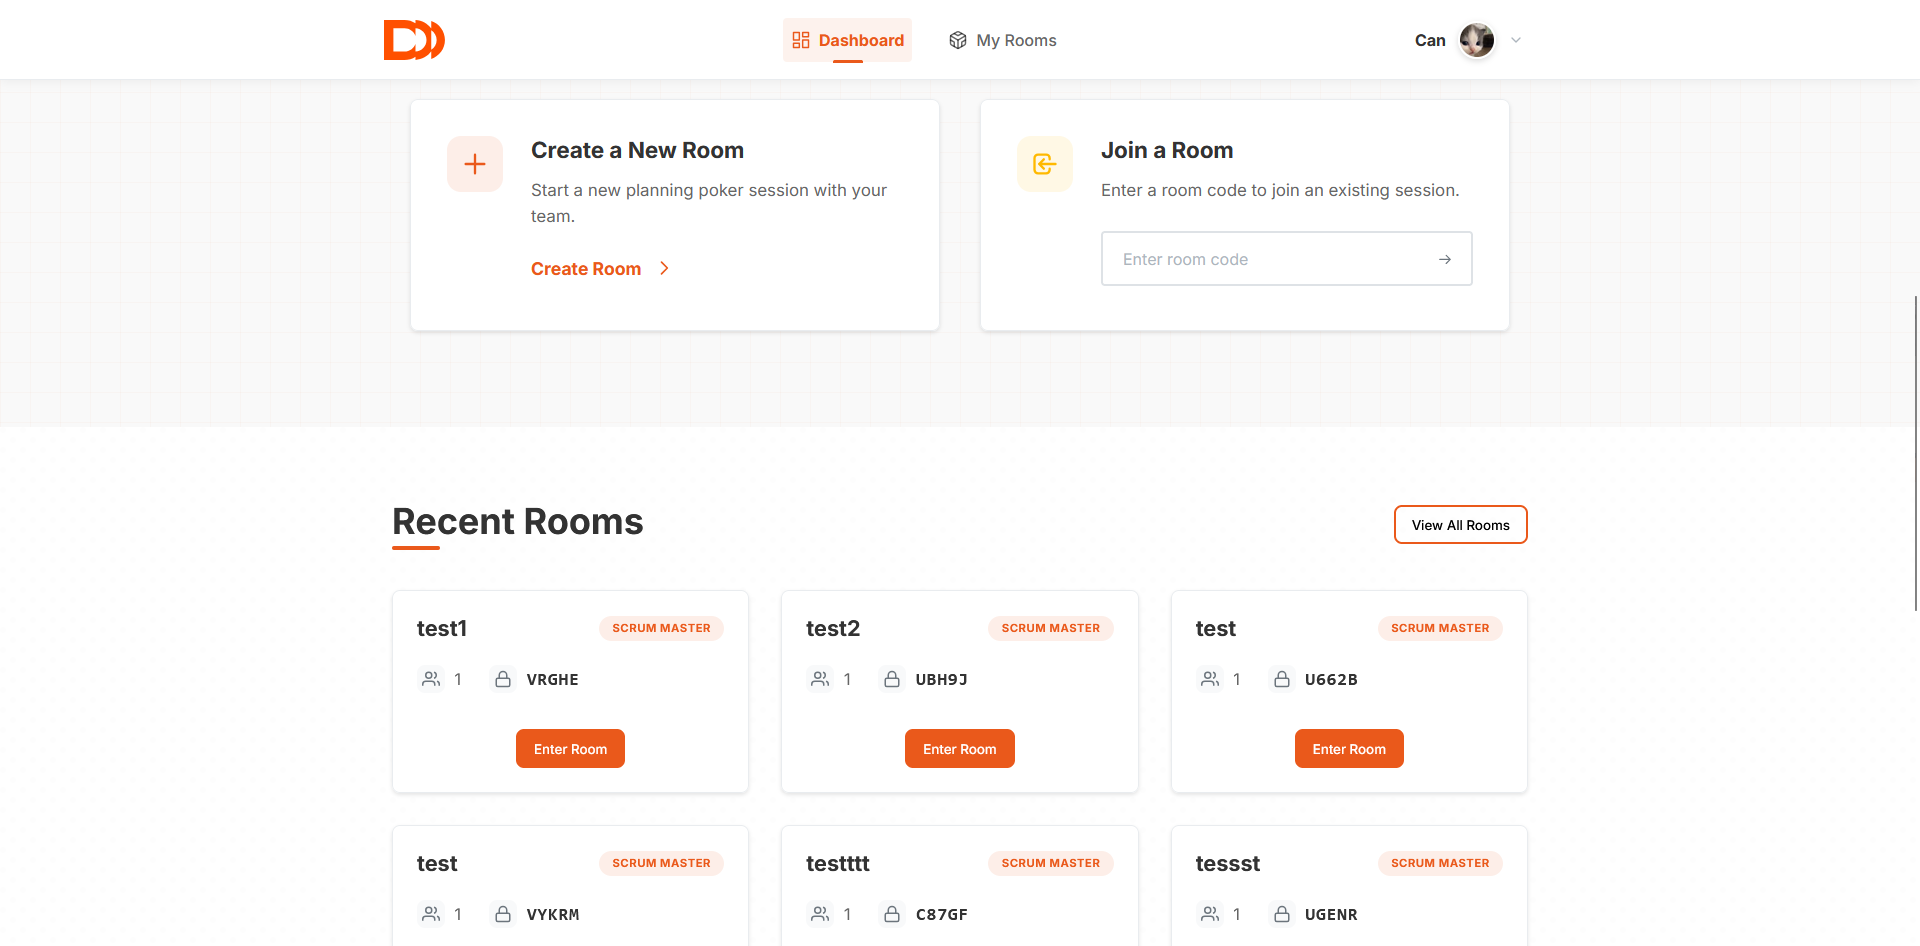 Dashboard
My Rooms
Can
Create a New Room
Start a new planning poker session with your
team.
Create Room
Join a Room
Enter a room code to join an existing session.
Enter room code
Recent Rooms
View All Rooms
test1
SCRUM MASTER
1
VRGHE
Enter Room
test2
SCRUM MASTER
1
UBH9J
Enter Room
test
SCRUM MASTER
1
U662B
Enter Room
test
SCRUM MASTER
1
VYKRM
testttt
SCRUM MASTER
1
C87GF
tessst
SCRUM MASTER
1
UGENR